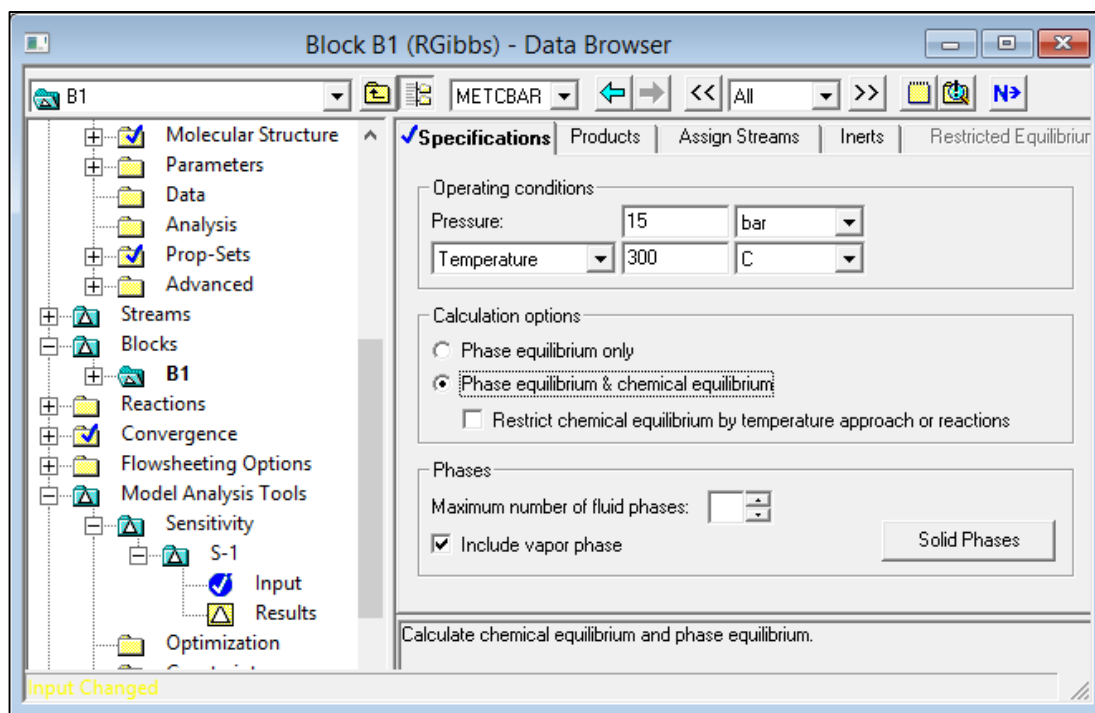 Block B1 (RGibbs) - Data Browser
B1
METCBAR
<<
All
>>
N
Molecular Structure
Parameters
Data
Analysis
Prop-Sets
Advanced
Streams
Blocks
B1
Reactions
Convergence
Flowsheeting Options
Model Analysis Tools
Sensitivity
S-1
Input
Results
Optimization
Specifications Products Assign Streams Inerts Restricted Equilibriur
Operating conditions
Pressure: 15 bar
Temperature 300 C
Calculation options
Phase equilibrium only
Phase equilibrium & chemical equilibrium
Restrict chemical equilibrium by temperature approach or reactions
Phases
Maximum number of fluid phases:
Include vapor phase
Solid Phases
Calculate chemical equilibrium and phase equilibrium.
Input Changed